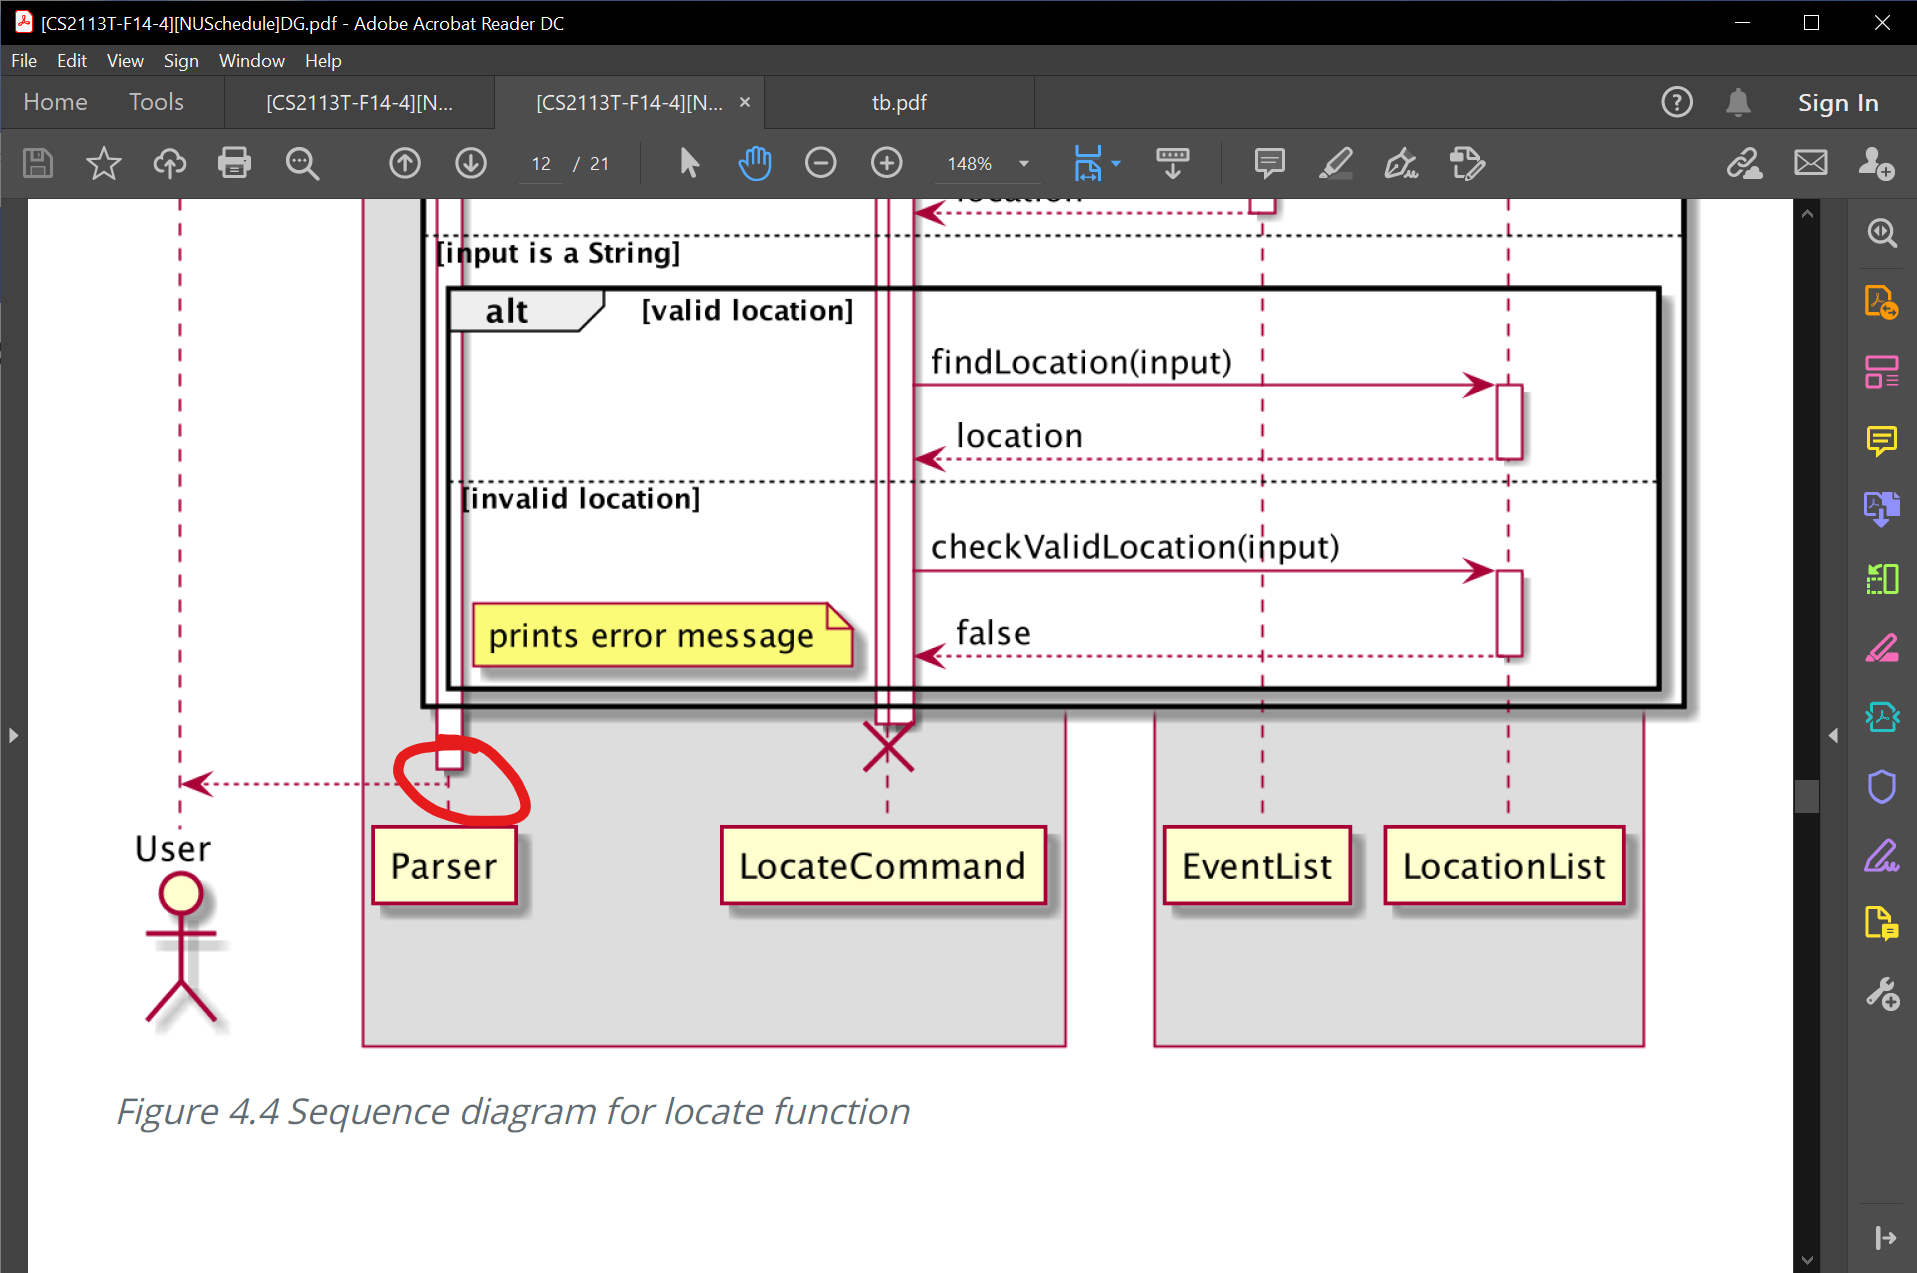 [CS2113T-F14-4][NUSchedule]DG.pdf - Adobe Acrobat Reader DC
File Edit View Sign Window Help
Home Tools [CS2113T-F14-4][N... [CS2113T-F14-4][N... × tb.pdf Sign In
12 / 21 148%
location
[input is a String]
alt [valid location]
findLocation(input)
location
[invalid location]
checkValidLocation(input)
prints error message
false
User
Parser LocateCommand EventList LocationList
Figure 4.4 Sequence diagram for locate function